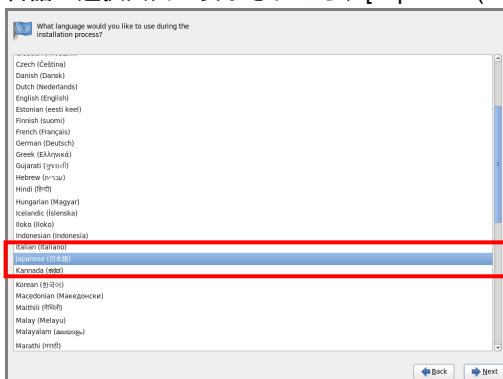 What language would you like to use during the
installation process?
Czech (Čeština)
Danish (Dansk)
Dutch (Nederlands)
English (English)
Estonian (eesti keel)
Finnish (suomi)
French (Français)
German (Deutsch)
Greek (Ελληνικά)
Gujarati (ગુજરાતી)
Hebrew (עברית)
Hindi (हिन्दी)
Hungarian (Magyar)
Icelandic (Íslenska)
Iloko (Iloko)
Indonesian (Indonesia)
Italian (Italiano)
Japanese (日本語)
Kannada (ಕನ್ನಡ)
Korean (한국어)
Macedonian (Македонски)
Maithili (मैथिली)
Malay (Melayu)
Malayalam (മലയാളം)
Marathi (मराठी)
Back
Next